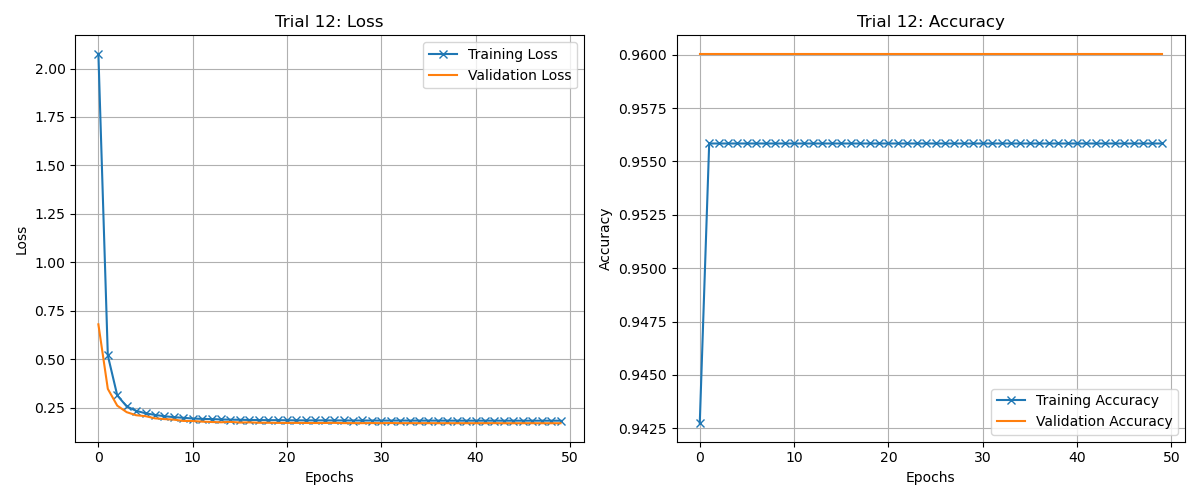 Trial 12: Loss
2.00
1.75
1.50
1.25
1.00
0.75
0.50
0.25
Loss
0
10
20
30
40
50
Epochs
Training Loss
Validation Loss
Trial 12: Accuracy
0.9600
0.9575
0.9550
0.9525
0.9500
0.9475
0.9450
0.9425
Accuracy
0
10
20
30
40
50
Epochs
Training Accuracy
Validation Accuracy